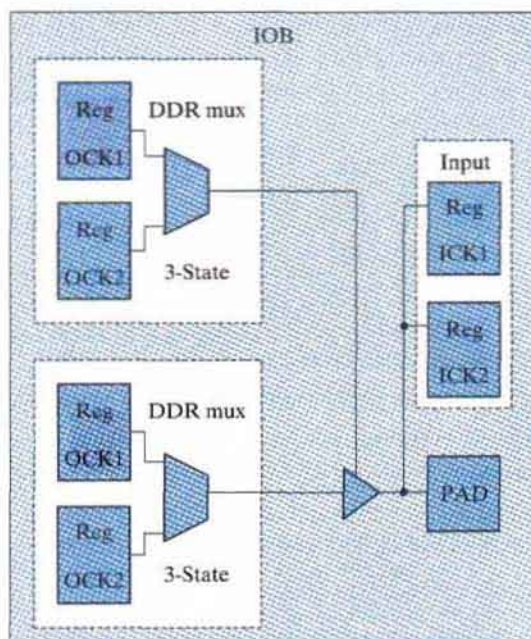 IOB
Reg
OCK1
DDR mux
Reg
OCK2
3-State
Input
Reg
ICK1
Reg
ICK2
Reg
OCK1
DDR mux
Reg
OCK2
3-State
PAD